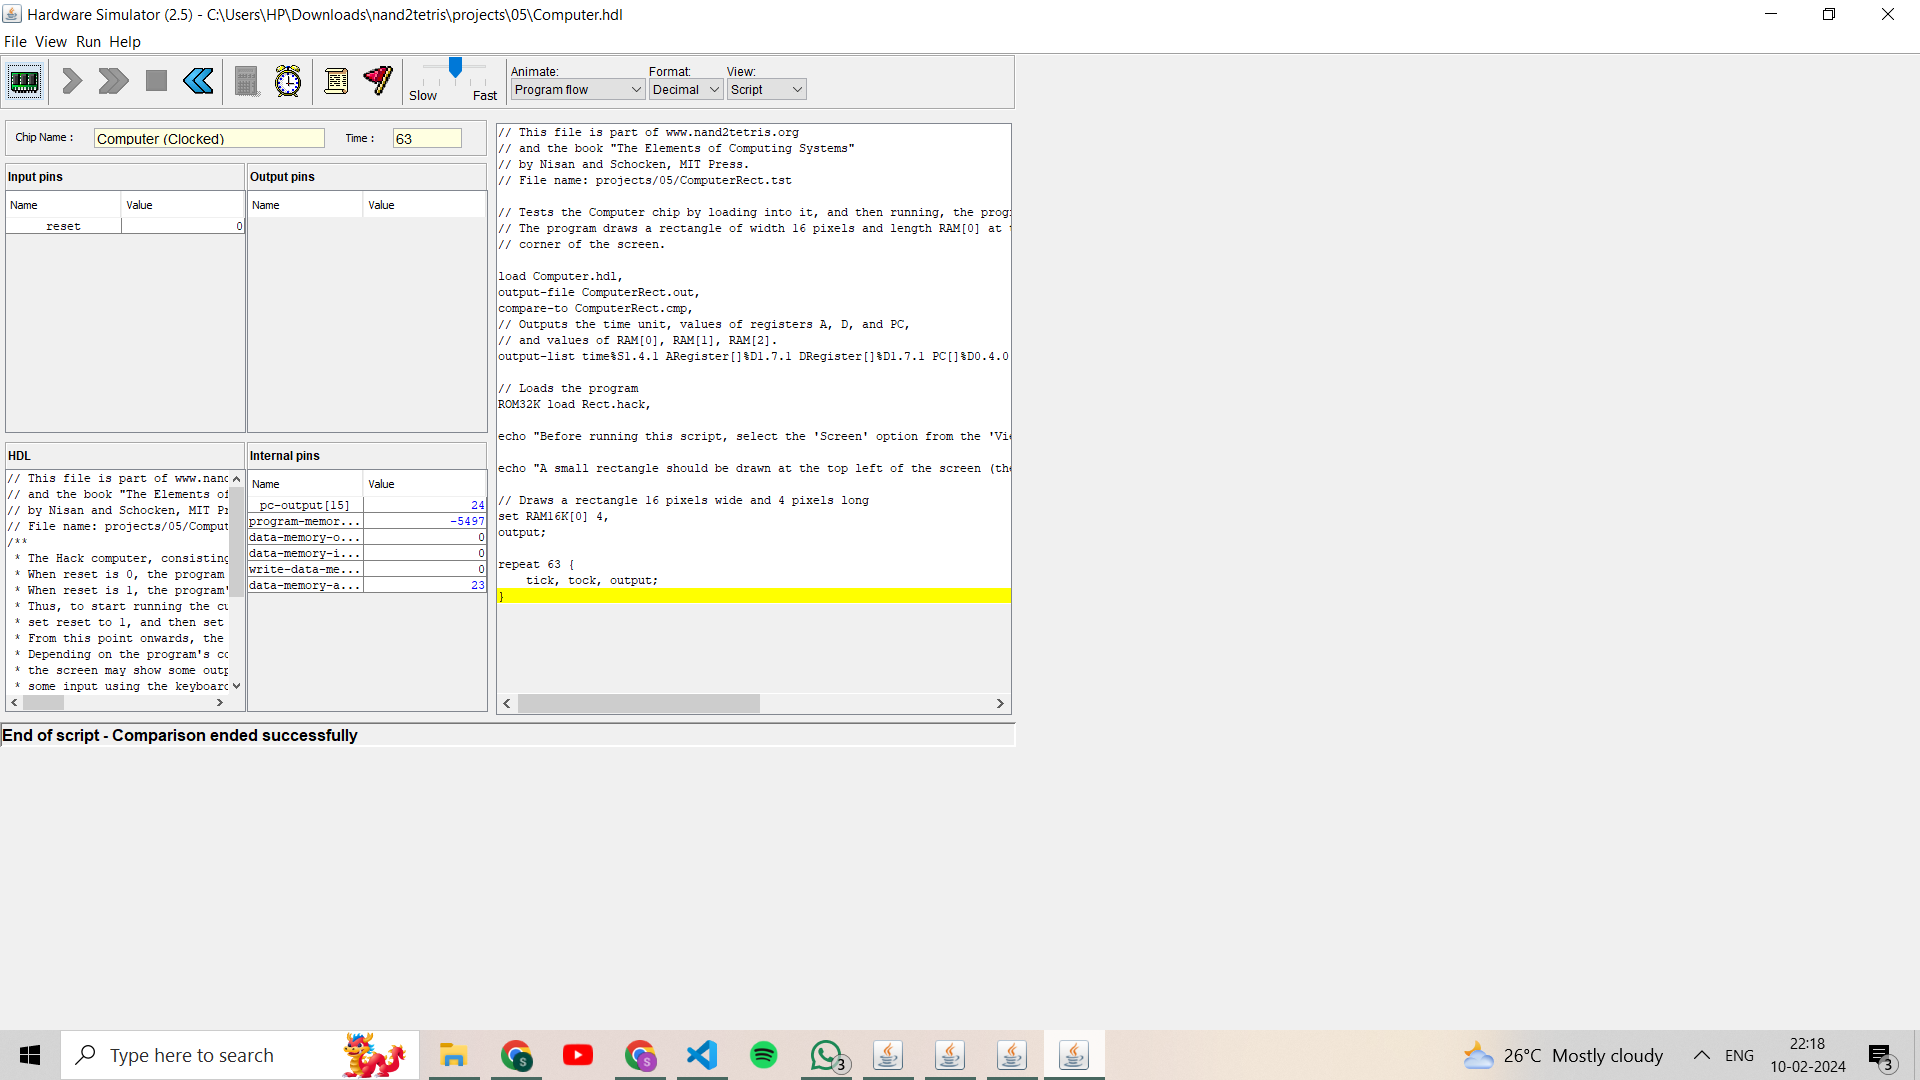 Hardware Simulator (2.5) - C:\Users\HP\Downloads\nand2tetris\projects\05\Computer.hdl
File View Run Help
Slow Fast
Animate: Format: View:
Program flow Decimal Script
Chip Name : Computer (Clocked) Time : 63
Input pins
Name Value
reset 0
Output pins
Name Value
HDL
// This file is part of www.nand
// and the book "The Elements of
// by Nisan and Schocken, MIT Pr
// File name: projects/05/Comput
/**
* The Hack computer, consisting
* When reset is 0, the program
* When reset is 1, the program'
* Thus, to start running the cu
* set reset to 1, and then set
* From this point onwards, the
* Depending on the program's co
* the screen may show some outp
* some input using the keyboard
Internal pins
Name Value
pc-output[15] 24
program-memor... -5497
data-memory-o... 0
data-memory-i... 0
write-data-me... 0
data-memory-a... 23
// This file is part of www.nand2tetris.org
// and the book "The Elements of Computing Systems"
// by Nisan and Schocken, MIT Press.
// File name: projects/05/ComputerRect.tst
// Tests the Computer chip by loading into it, and then running, the prog
// The program draws a rectangle of width 16 pixels and length RAM[0] at
// corner of the screen.
load Computer.hdl,
output-file ComputerRect.out,
compare-to ComputerRect.cmp,
// Outputs the time unit, values of registers A, D, and PC,
// and values of RAM[0], RAM[1], RAM[2].
output-list time%S1.4.1 ARegister[]%D1.7.1 DRegister[]%D1.7.1 PC[]%D0.4.0
// Loads the program
ROM32K load Rect.hack,
echo "Before running this script, select the 'Screen' option from the 'Vie
echo "A small rectangle should be drawn at the top left of the screen (the
// Draws a rectangle 16 pixels wide and 4 pixels long
set RAM16K[0] 4,
output;
repeat 63 {
tick, tock, output;
}
End of script - Comparison ended successfully
Type here to search
S
S
3
26°C Mostly cloudy
ENG
22:18
10-02-2024
3